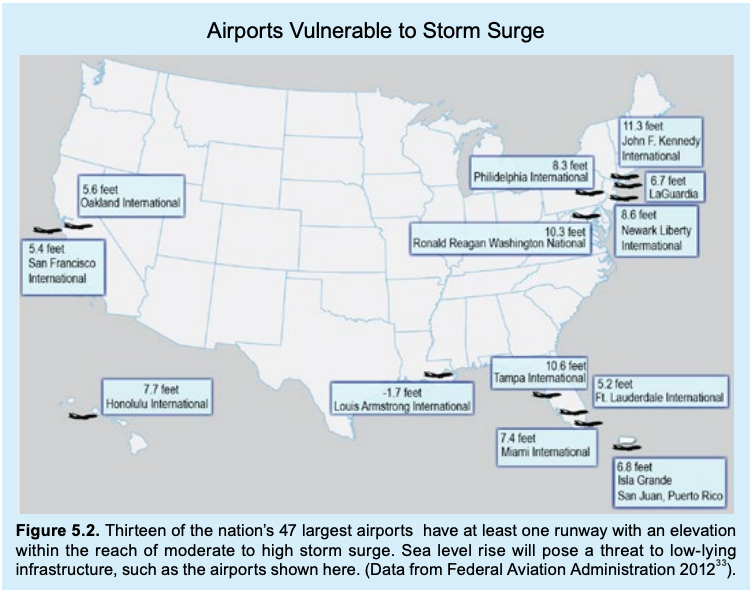 Airports Vulnerable to Storm Surge
11.3 feet
John F. Kennedy
International
8.3 feet
Philidelphia International
6.7 feet
LaGuardia
5.6 feet
Oakland International
8.6 feet
Newark Liberty
International
10.3 feet
Ronald Reagan Washington National
5.4 feet
San Francisco
International
10.6 feet
Tampa International
5.2 feet
Ft. Lauderdale International
7.7 feet
Honolulu International
-1.7 feet
Louis Armstrong International
7.4 feet
Miami International
6.8 feet
Isla Grande
San Juan, Puerto Rico
Figure 5.2. Thirteen of the nation's 47 largest airports have at least one runway with an elevation
within the reach of moderate to high storm surge. Sea level rise will pose a threat to low-lying
infrastructure, such as the airports shown here. (Data from Federal Aviation Administration 2012³³).